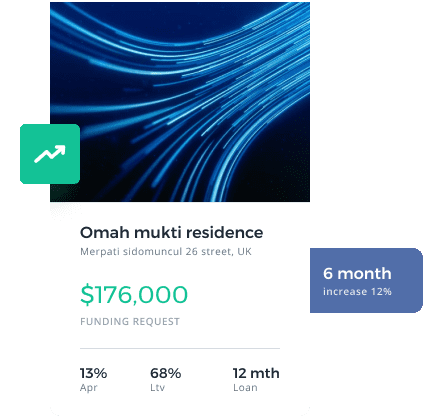 Omah mukti residence
Merpati sidomuncul 26 street, UK
$176,000
FUNDING REQUEST
6 month
increase 12%
13% 68% 12 mth
Apr Ltv Loan